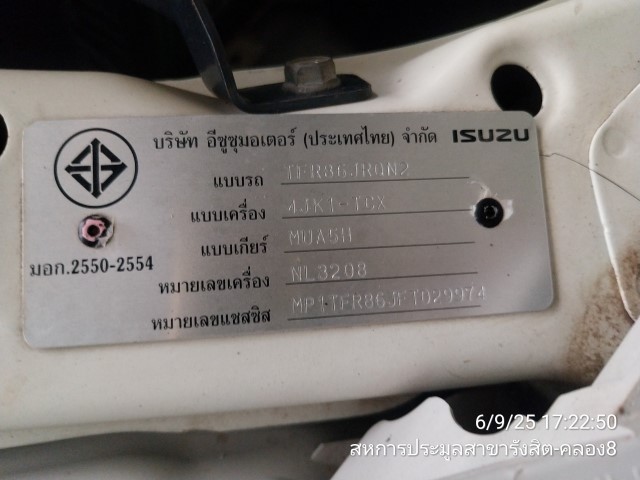 บริษัท อีซูซุมอเตอร์ (ประเทศไทย) จำกัด ISUZU
แบบรถ TFR86JRQN2
แบบเครื่อง 4JK1-TCX
แบบเกียร์ MUA5H
มอก.2550-2554
หมายเลขเครื่อง NL3208
หมายเลขแชสซิส MP1TFR86JFT029974
6/9/25 17:22:50
สหการประมูลสาขารังสิต-คลอง8